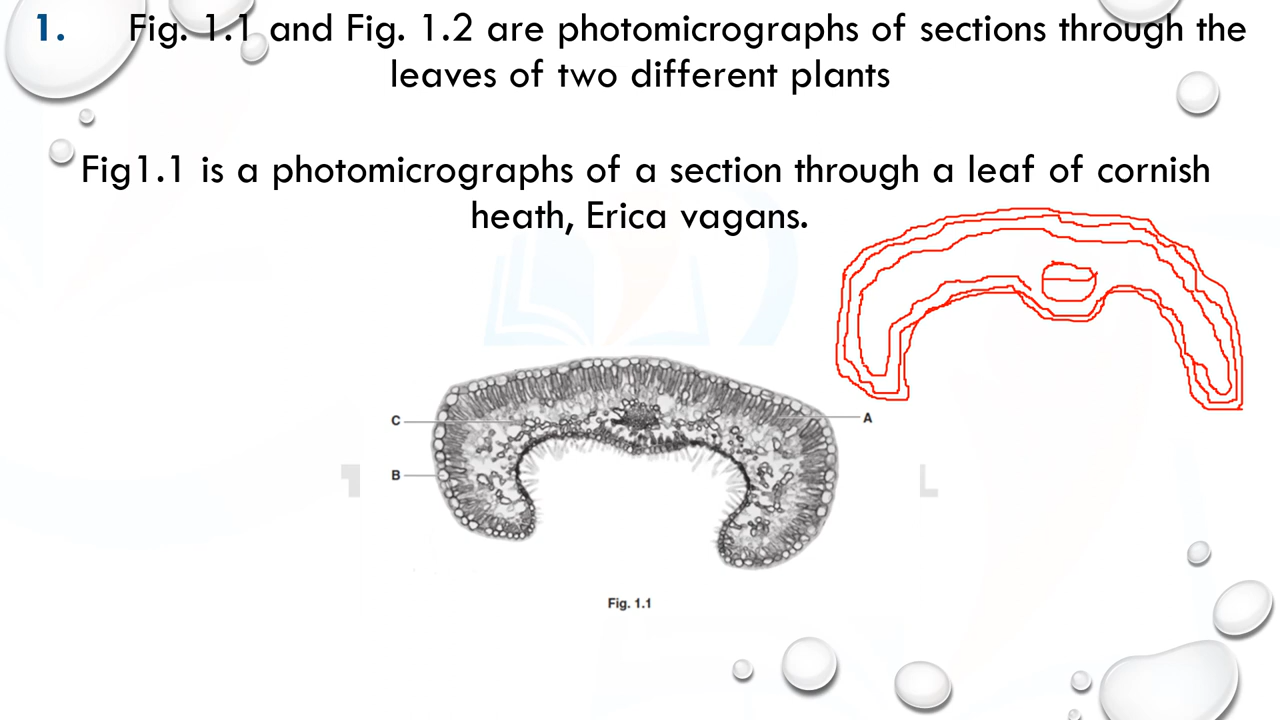 1. Fig. 1.1 and Fig. 1.2 are photomicrographs of sections through the
leaves of two different plants
Fig1.1 is a photomicrographs of a section through a leaf of cornish
heath, Erica vagans.
C
A
B
Fig. 1.1